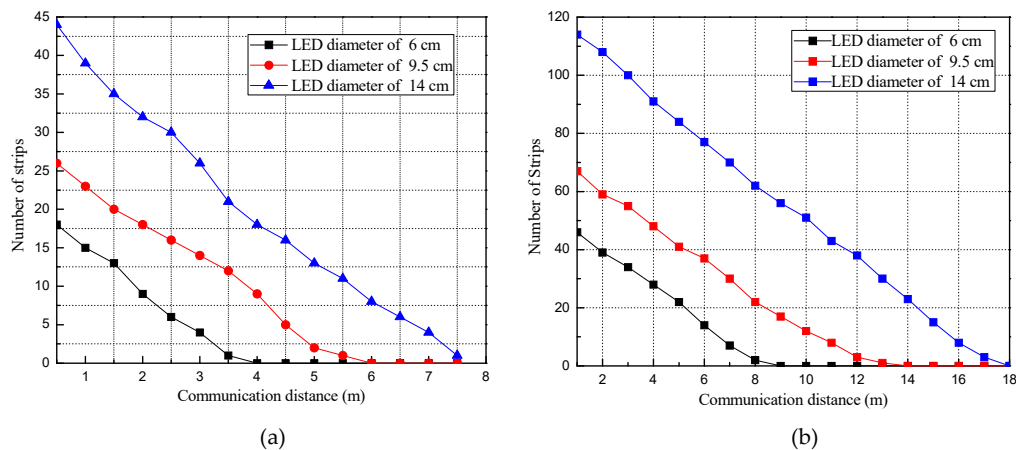 45
40
35
30
25
20
15
10
5
0
Number of strips
LED diameter of 6 cm
LED diameter of 9.5 cm
LED diameter of 14 cm
1 2 3 4 5 6 7 8
Communication distance (m)
(a)
120
100
80
60
40
20
0
Number of Strips
LED diameter of 6 cm
LED diameter of 9.5 cm
LED diameter of 14 cm
2 4 6 8 10 12 14 16 18
Communication distance (m)
(b)